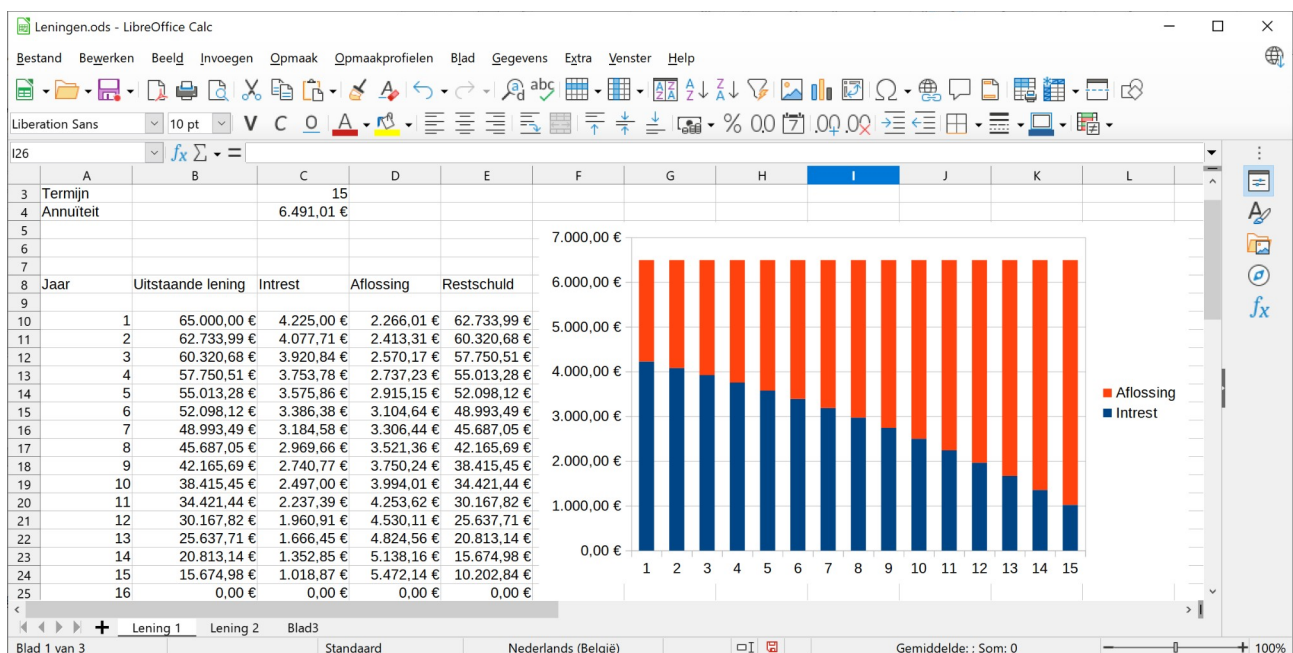 Leningen.ods - LibreOffice Calc
Bestand Bewerken Beeld Invoegen Opmaak Opmaakprofielen Blad Gegevens Extra Venster Help
Liberation Sans 10 pt V C O A % 0.0 7 .00 .00
I26 fx Σ =
A B C D E F G H I J K L
3 Termijn 15
4 Annuïteit 6.491,01 €
5
6
7
8 Jaar Uitstaande lening Intrest Aflossing Restschuld
9
10 1 65.000,00 € 4.225,00 € 2.266,01 € 62.733,99 €
11 2 62.733,99 € 4.077,71 € 2.413,31 € 60.320,68 €
12 3 60.320,68 € 3.920,84 € 2.570,17 € 57.750,51 €
13 4 57.750,51 € 3.753,78 € 2.737,23 € 55.013,28 €
14 5 55.013,28 € 3.575,86 € 2.915,15 € 52.098,12 €
15 6 52.098,12 € 3.386,38 € 3.104,64 € 48.993,49 €
16 7 48.993,49 € 3.184,58 € 3.306,44 € 45.687,05 €
17 8 45.687,05 € 2.969,66 € 3.521,36 € 42.165,69 €
18 9 42.165,69 € 2.740,77 € 3.750,24 € 38.415,45 €
19 10 38.415,45 € 2.497,00 € 3.994,01 € 34.421,44 €
20 11 34.421,44 € 2.237,39 € 4.253,62 € 30.167,82 €
21 12 30.167,82 € 1.960,91 € 4.530,11 € 25.637,71 €
22 13 25.637,71 € 1.666,45 € 4.824,56 € 20.813,14 €
23 14 20.813,14 € 1.352,85 € 5.138,16 € 15.674,98 €
24 15 15.674,98 € 1.018,87 € 5.472,14 € 10.202,84 €
25 16 0,00 € 0,00 € 0,00 € 0,00 €
7.000,00 €
6.000,00 €
5.000,00 €
4.000,00 €
3.000,00 €
2.000,00 €
1.000,00 €
0,00 €
1 2 3 4 5 6 7 8 9 10 11 12 13 14 15
Aflossing
Intrest
Lening 1 Lening 2 Blad3
Blad 1 van 3 Standaard Nederlands (België) Gemiddelde: ; Som: 0 100%